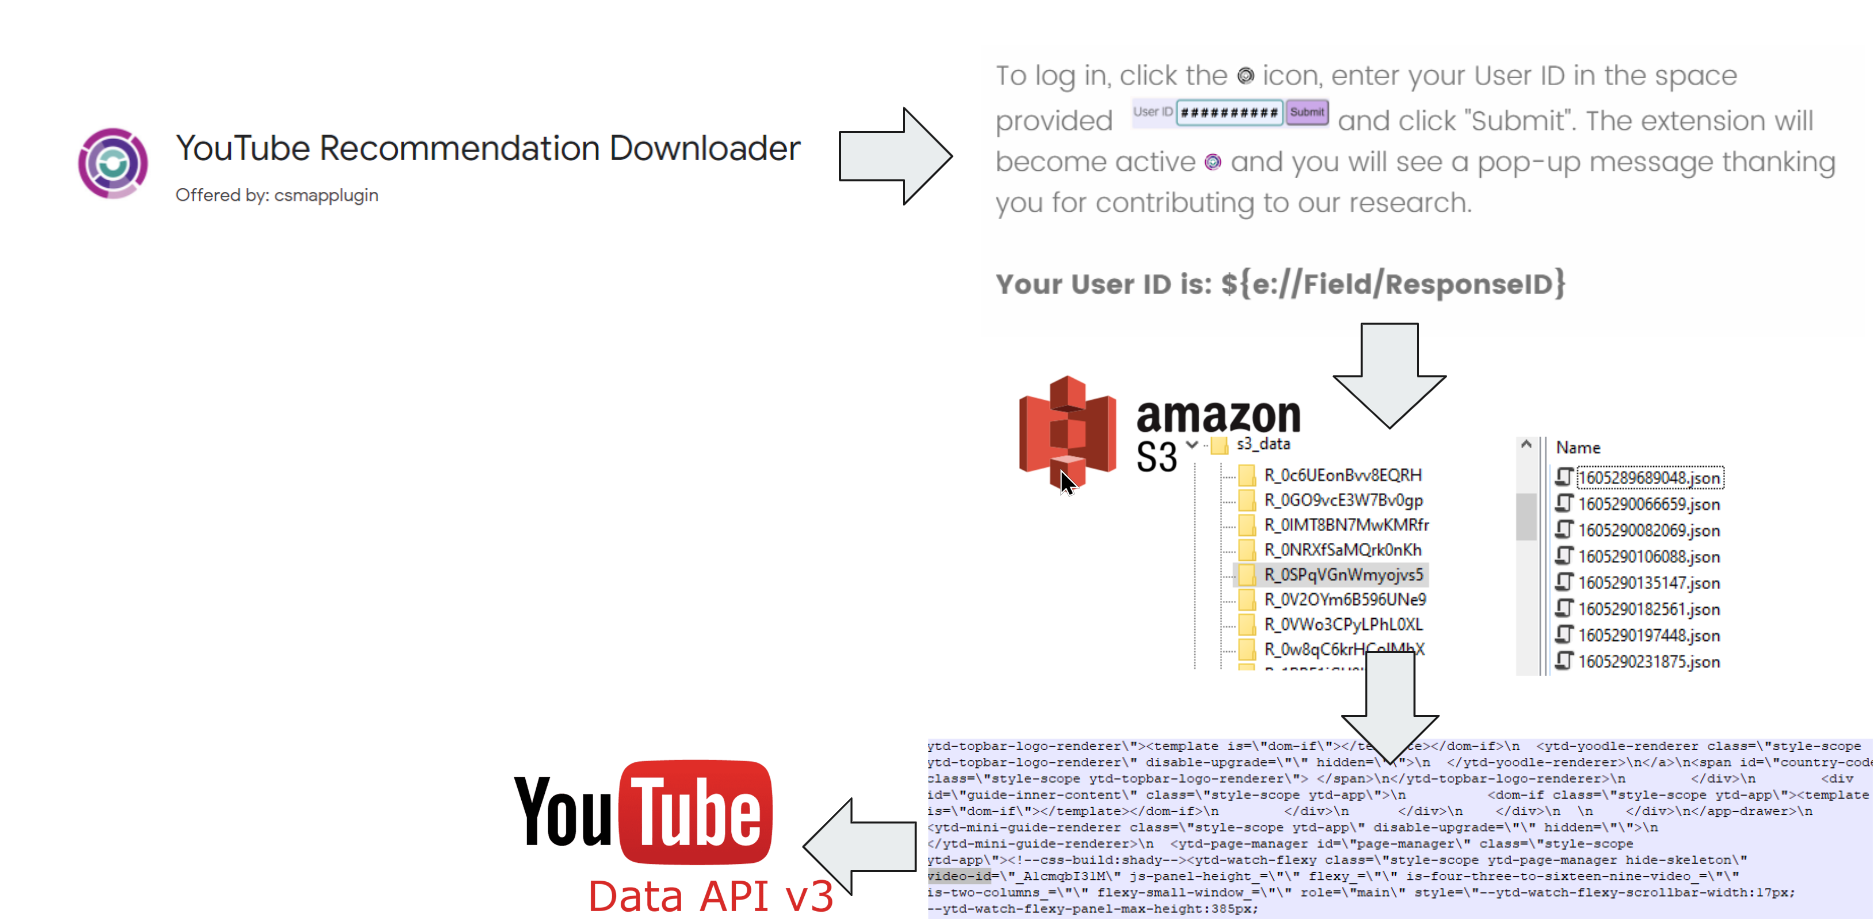 YouTube Recommendation Downloader
Offered by: csmapplugin
To log in, click the icon, enter your User ID in the space
provided User ID ########## Submit and click "Submit". The extension will
become active and you will see a pop-up message thanking
you for contributing to our research.
Your User ID is: ${e://Field/ResponseID}
amazon
S3
s3_data
R_0c6UEonBvv8EQRH
R_0GO9vcE3W7Bv0gp
R_0IMT8BN7MwKMRfr
R_0NRXfSaMQrk0nKh
R_0SPqVGnWmyojvs5
R_0V2OYm6B596UNe9
R_0VWo3CPyLPhL0XL
Name
1605289689048.json
1605290066659.json
1605290082069.json
1605290106088.json
1605290135147.json
1605290182561.json
1605290197448.json
1605290231875.json
ytd-topbar-logo-renderer\"><template is=\"dom-if\"></ te></dom-if>\n <ytd-yoodle-renderer class=\"style-scope
ytd-topbar-logo-renderer\" disable-upgrade=\"\" hidden=\"\">\n </ytd-yoodle-renderer>\n</a>\n<span id=\"country-code
class=\"style-scope ytd-topbar-logo-renderer\"> </span>\n</ytd-topbar-logo-renderer>\n </div>\n <div
id=\"guide-inner-content\" class=\"style-scope ytd-app\">\n <dom-if class=\"style-scope ytd-app\"><template
is=\"dom-if\"></template></dom-if>\n </div>\n </div>\n </div>\n \n </div>\n</app-drawer>\n
<ytd-mini-guide-renderer class=\"style-scope ytd-app\" disable-upgrade=\"\" hidden=\"\">\n
</ytd-mini-guide-renderer>\n <ytd-page-manager id=\"page-manager\" class=\"style-scope
ytd-app\"><!--css-build:shady--><ytd-watch-flexy class=\"style-scope ytd-page-manager hide-skeleton\"
video-id=\"_A1cmqbI31M\" js-panel-height_=\"\" flexy_=\"\" is-four-three-to-sixteen-nine-video_=\"\"
is-two-columns_=\"\" flexy-small-window_=\"\" role=\"main\" style=\"--ytd-watch-flexy-scrollbar-width:17px;
--ytd-watch-flexy-panel-max-height:385px;
YouTube
Data API v3